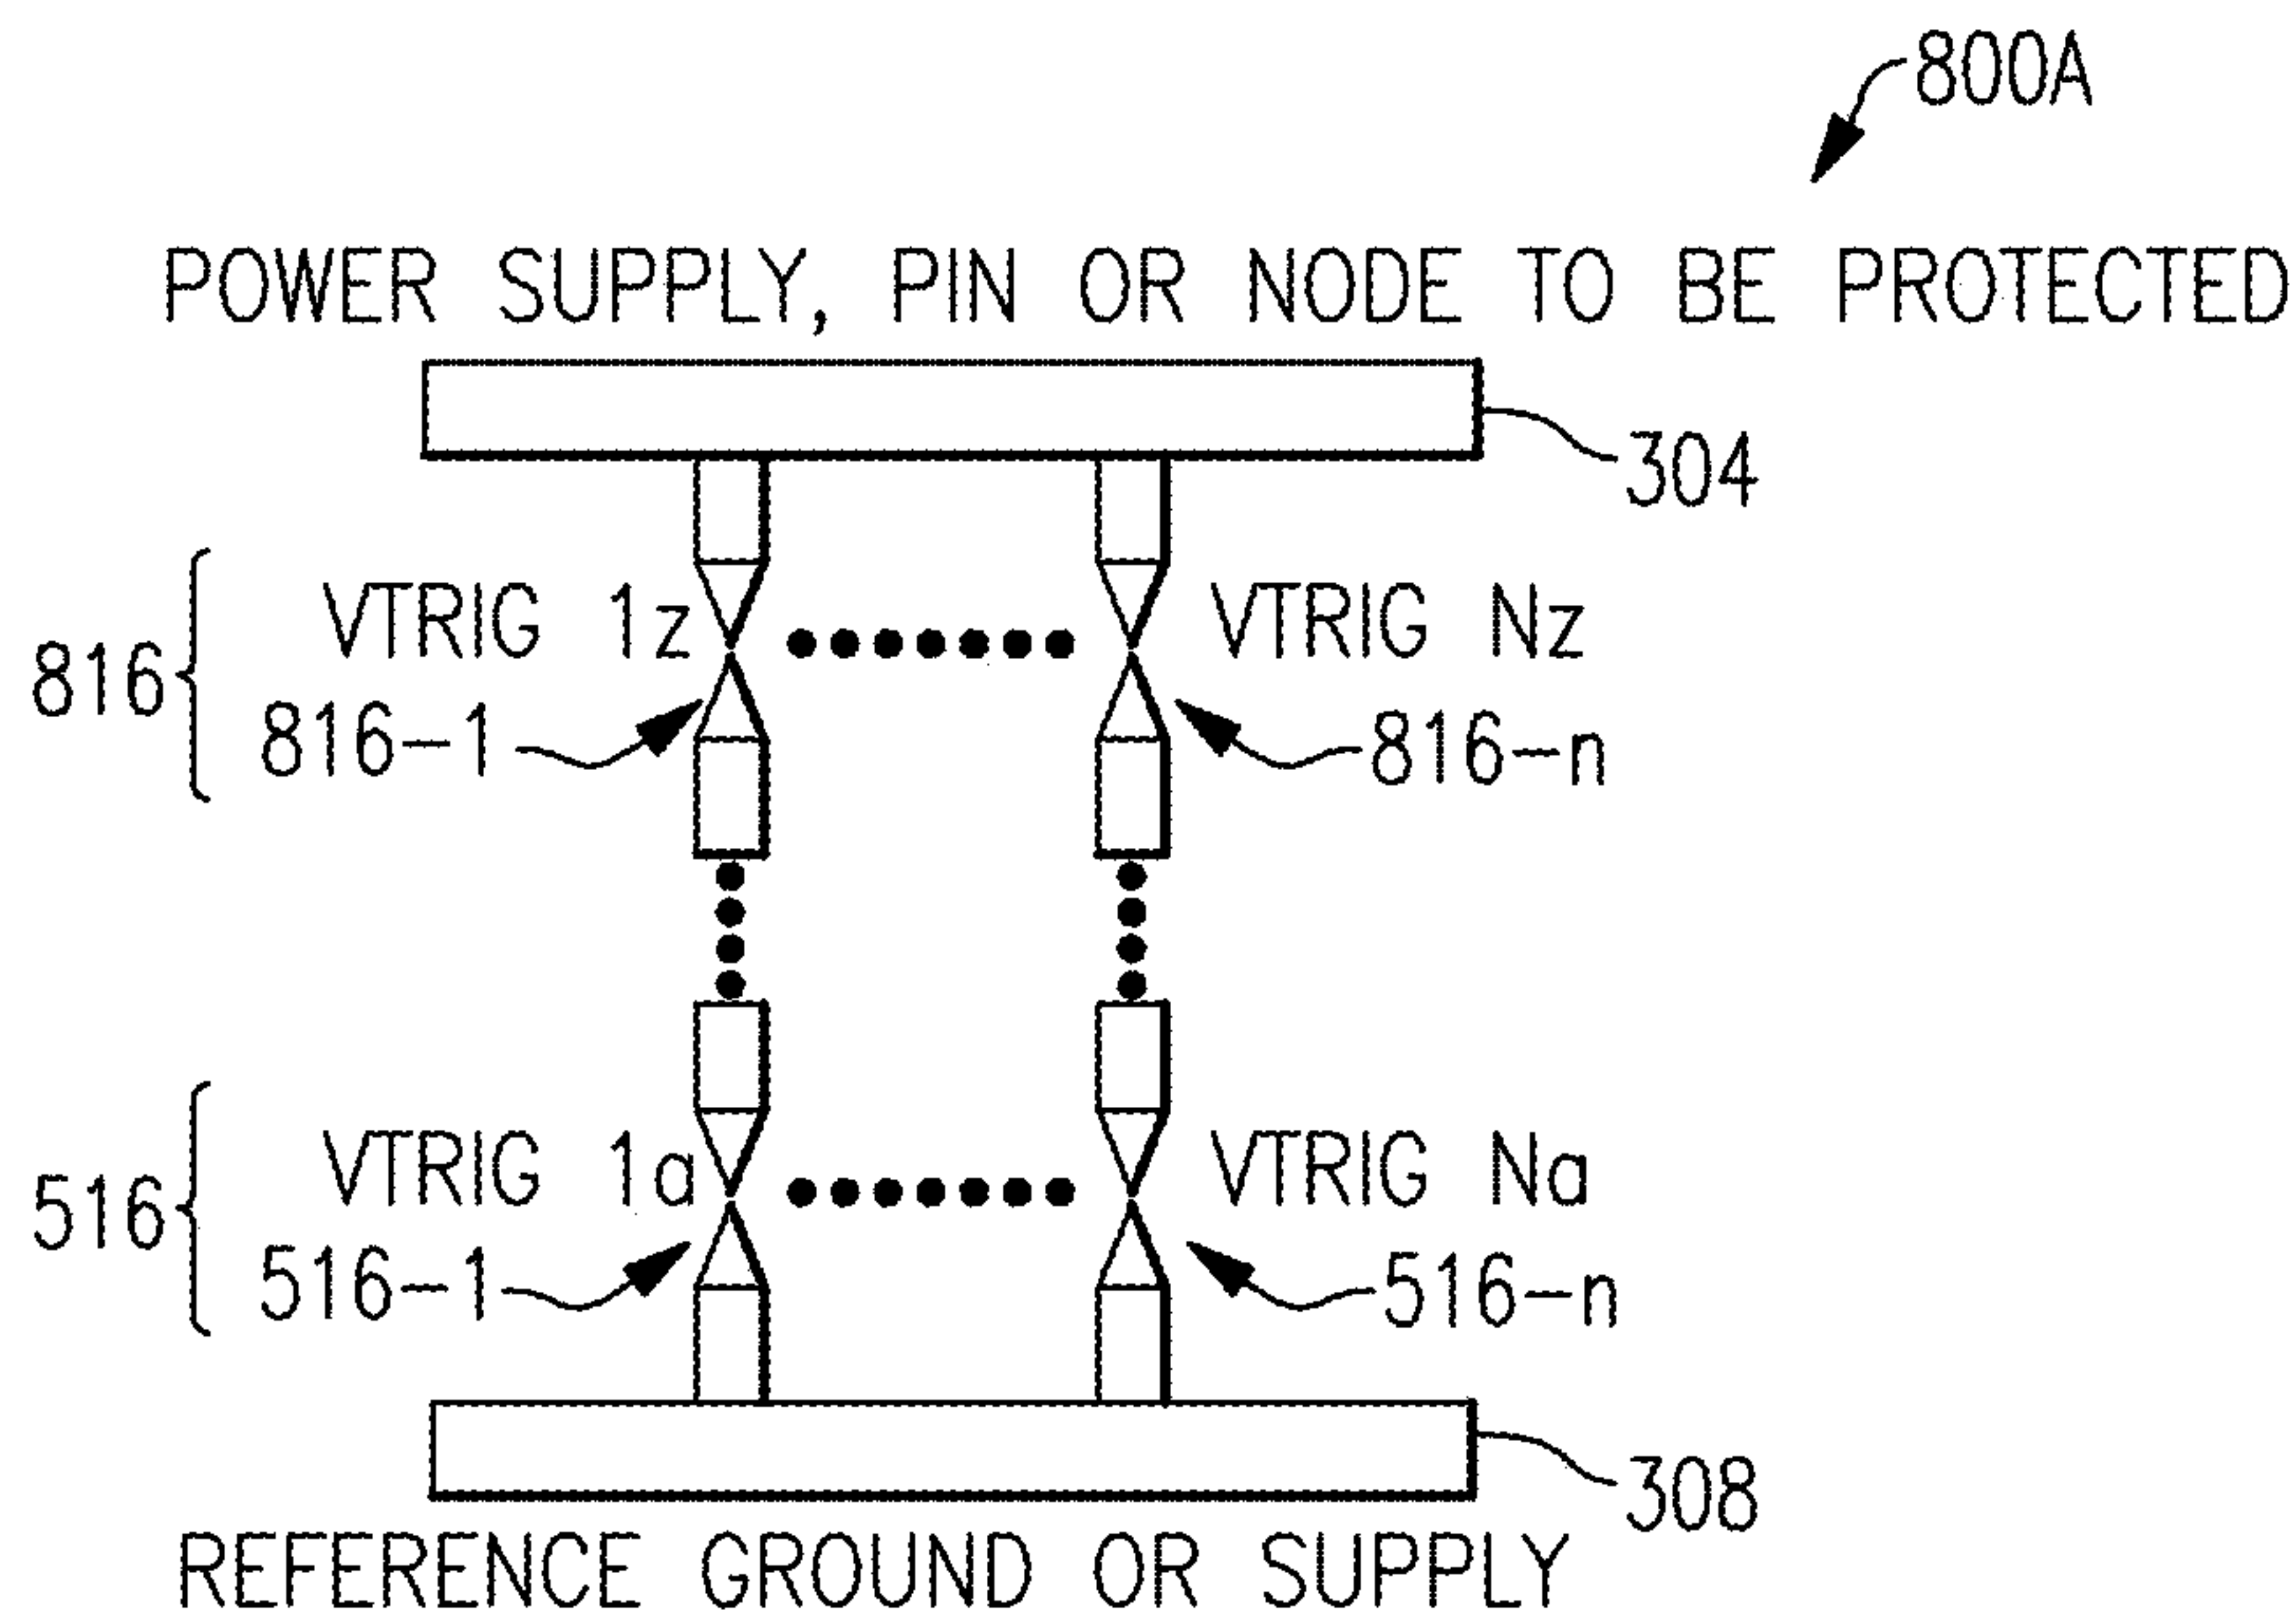 800A
POWER SUPPLY, PIN OR NODE TO BE PROTECTED
304
VTRIG 1z
VTRIG Nz
816
816-1
816-n
VTRIG 1a
VTRIG Na
516
516-1
516-n
308
REFERENCE GROUND OR SUPPLY